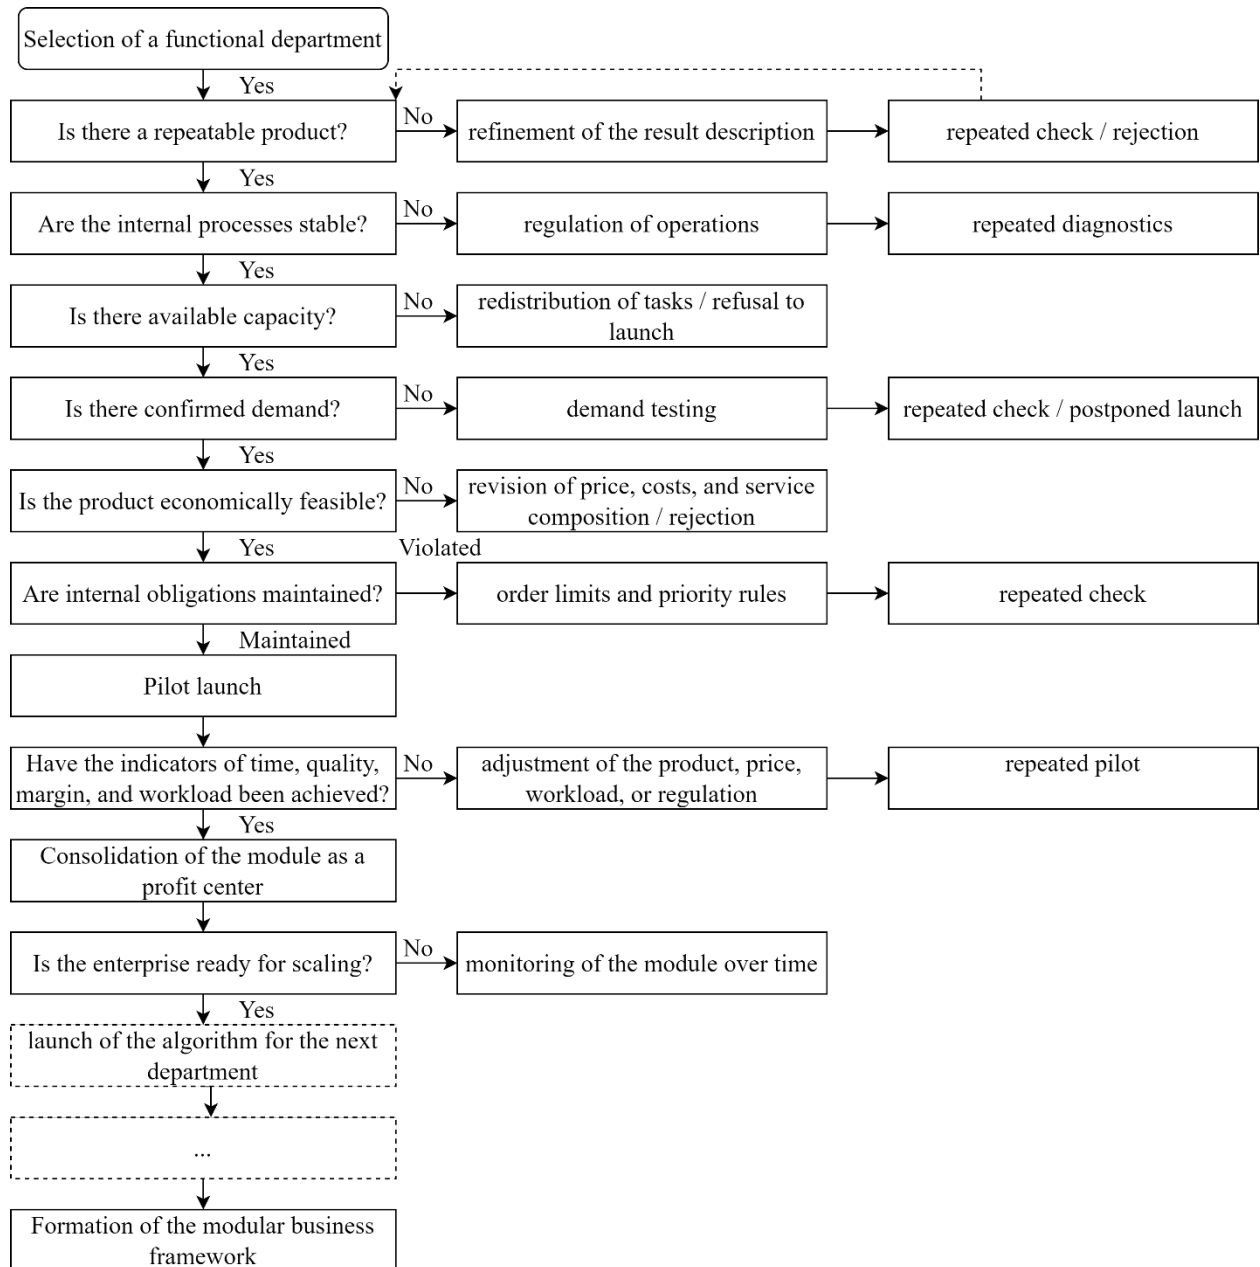 Selection of a functional department
Yes
Is there a repeatable product?
No
refinement of the result description
repeated check / rejection
Yes
Are the internal processes stable?
No
regulation of operations
repeated diagnostics
Yes
Is there available capacity?
No
redistribution of tasks / refusal to
launch
Yes
Is there confirmed demand?
No
demand testing
repeated check / postponed launch
Yes
Is the product economically feasible?
No
revision of price, costs, and service
composition / rejection
Yes
Violated
Are internal obligations maintained?
order limits and priority rules
repeated check
Maintained
Pilot launch
Have the indicators of time, quality,
margin, and workload been achieved?
No
adjustment of the product, price,
workload, or regulation
repeated pilot
Yes
Consolidation of the module as a
profit center
Is the enterprise ready for scaling?
No
monitoring of the module over time
Yes
launch of the algorithm for the next
department
...
Formation of the modular business
framework